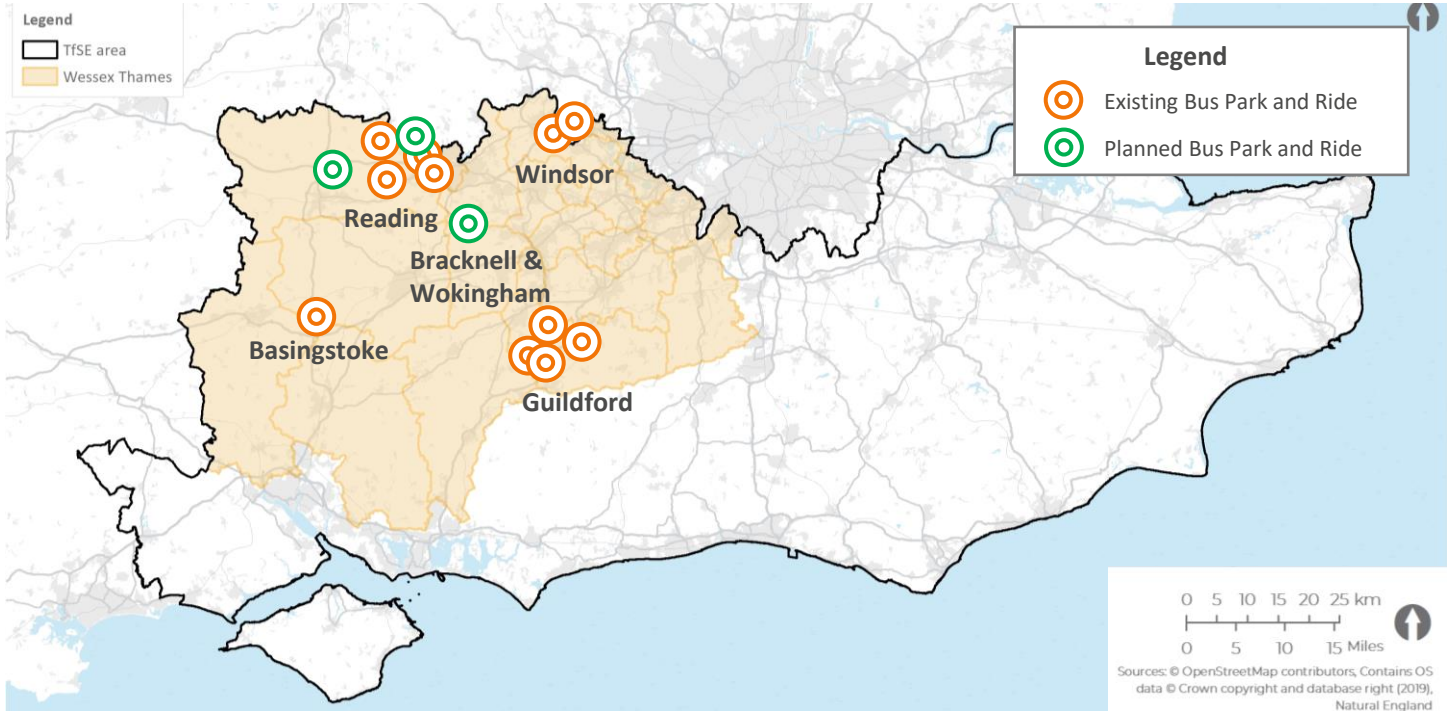 Legend
TfSE area
Wessex Thames
Legend
Existing Bus Park and Ride
Planned Bus Park and Ride
Windsor
Reading
Bracknell &
Wokingham
Basingstoke
Guildford
0 5 10 15 20 25 km
0 5 10 15 Miles
Sources: © OpenStreetMap contributors, Contains OS
data © Crown copyright and database right (2019),
Natural England